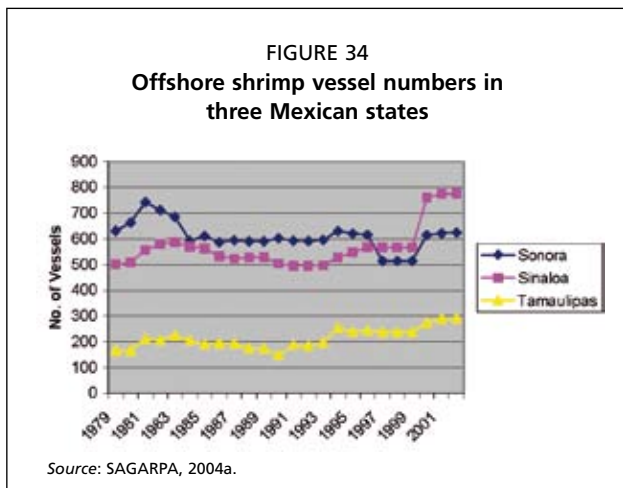 FIGURE 34
Offshore shrimp vessel numbers in
three Mexican states
900
800
700
600
500
400
300
200
100
0
No. of Vessels
1979
1981
1983
1985
1987
1989
1991
1993
1995
1997
1999
2001
Sonora
Sinaloa
Tamaulipas
Source: SAGARPA, 2004a.